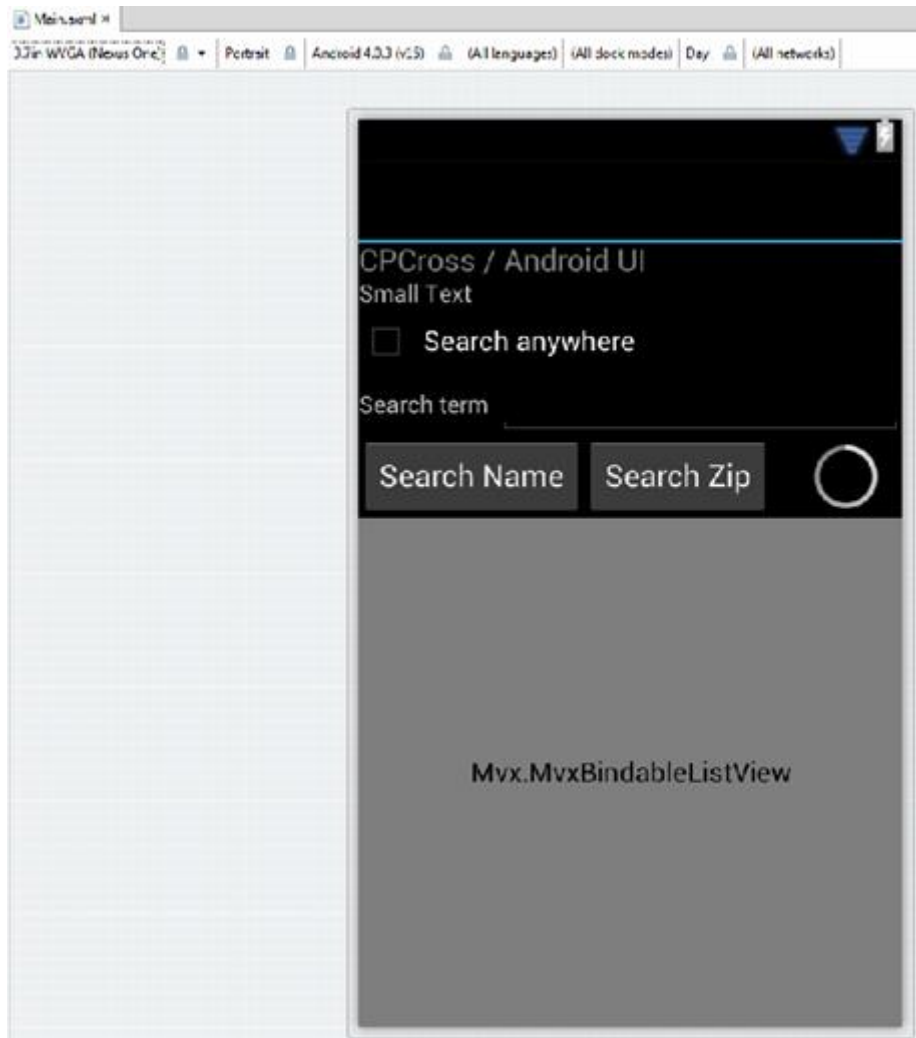 Main.axml ×
3.7in WVGA (Nexus One) Portrait Android 4.0.3 (v15) (All languages) (All dock modes) Day (All networks)
CPCross / Android UI
Small Text
Search anywhere
Search term
Search Name Search Zip
Mvx.MvxBindableListView